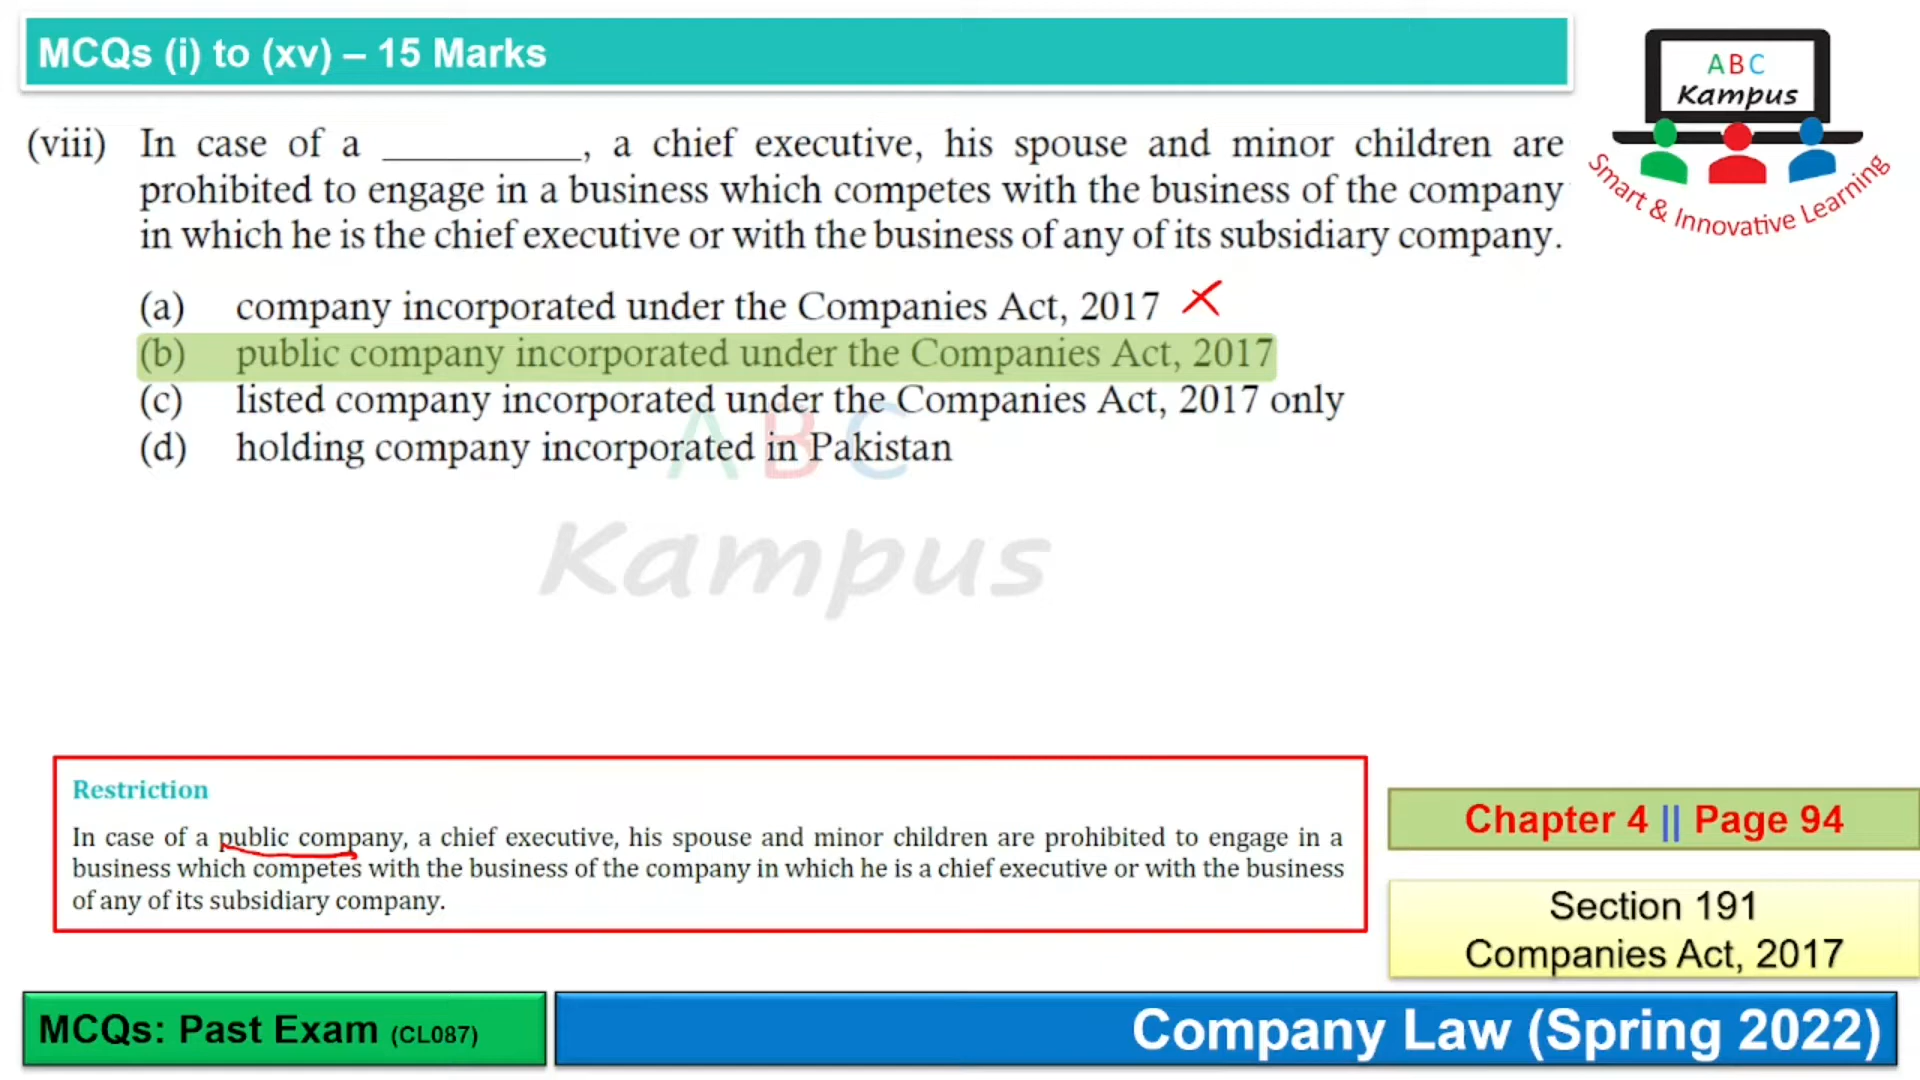 MCQs (i) to (xv) – 15 Marks
ABC
Kampus
Smart & Innovative Learning
(viii) In case of a __________, a chief executive, his spouse and minor children are
prohibited to engage in a business which competes with the business of the company
in which he is the chief executive or with the business of any of its subsidiary company.
(a) company incorporated under the Companies Act, 2017
(b) public company incorporated under the Companies Act, 2017
(c) listed company incorporated under the Companies Act, 2017 only
(d) holding company incorporated in Pakistan
ABC
Kampus
Restriction
In case of a public company, a chief executive, his spouse and minor children are prohibited to engage in a
business which competes with the business of the company in which he is a chief executive or with the business
of any of its subsidiary company.
Chapter 4 || Page 94
Section 191
Companies Act, 2017
MCQs: Past Exam (CL087)
Company Law (Spring 2022)